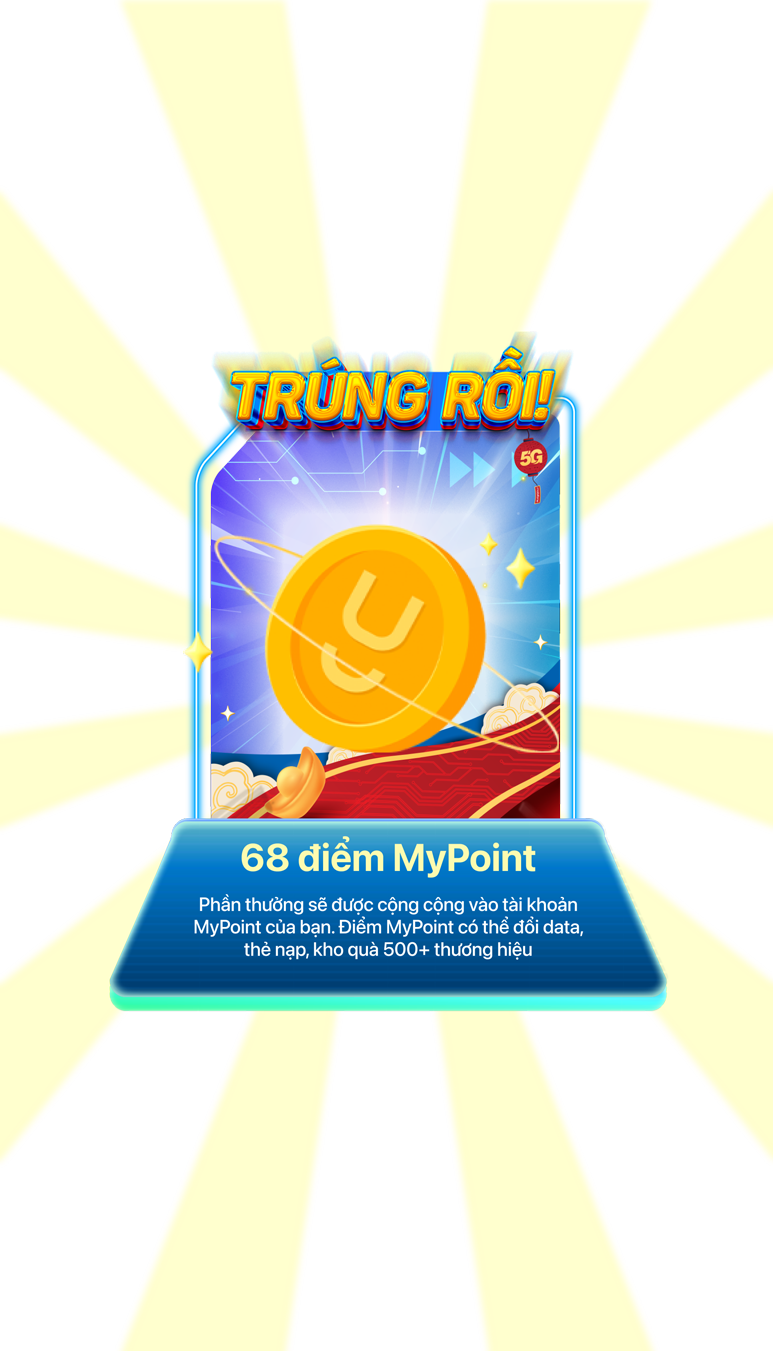 TRÚNG RỒI!
5G
68 điểm MyPoint
Phần thưởng sẽ được cộng cộng vào tài khoản
MyPoint của bạn. Điểm MyPoint có thể đổi data,
thẻ nạp, kho quà 500+ thương hiệu